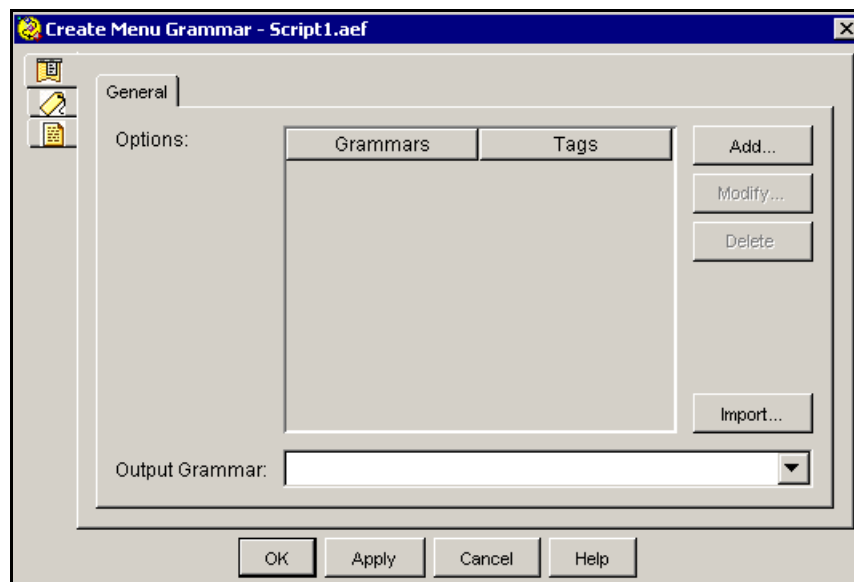 Create Menu Grammar - Script1.aef
General
Options:
Grammars Tags
Add...
Modify...
Delete
Import...
Output Grammar:
OK Apply Cancel Help